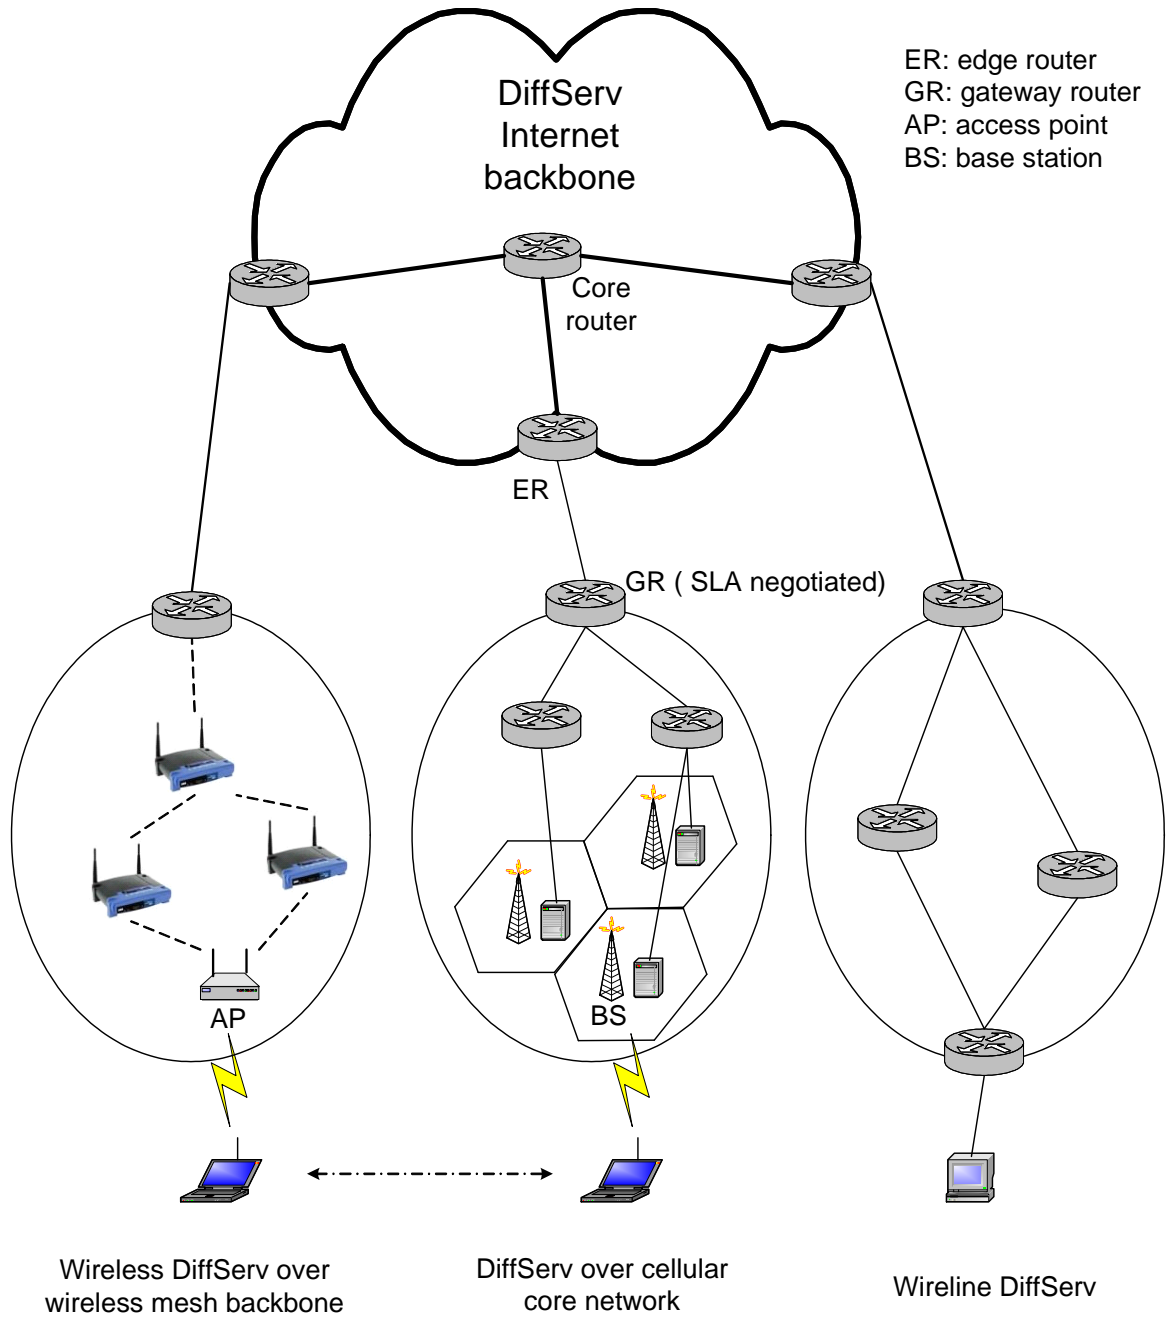 DiffServ
Internet
backbone
ER: edge router
GR: gateway router
AP: access point
BS: base station
Core
router
ER
GR ( SLA negotiated)
AP
BS
Wireless DiffServ over
wireless mesh backbone
DiffServ over cellular
core network
Wireline DiffServ